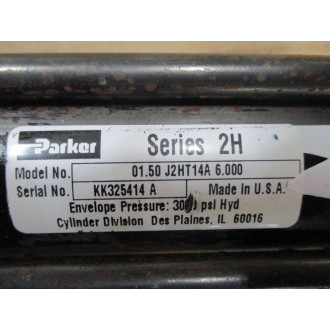 Parker Series 2H
Model No. 01.50 J2HT14A 6.000
Serial No. KK325414 A Made in U.S.A.
Envelope Pressure: 3000 psi Hyd
Cylinder Division Des Plaines, IL 60016